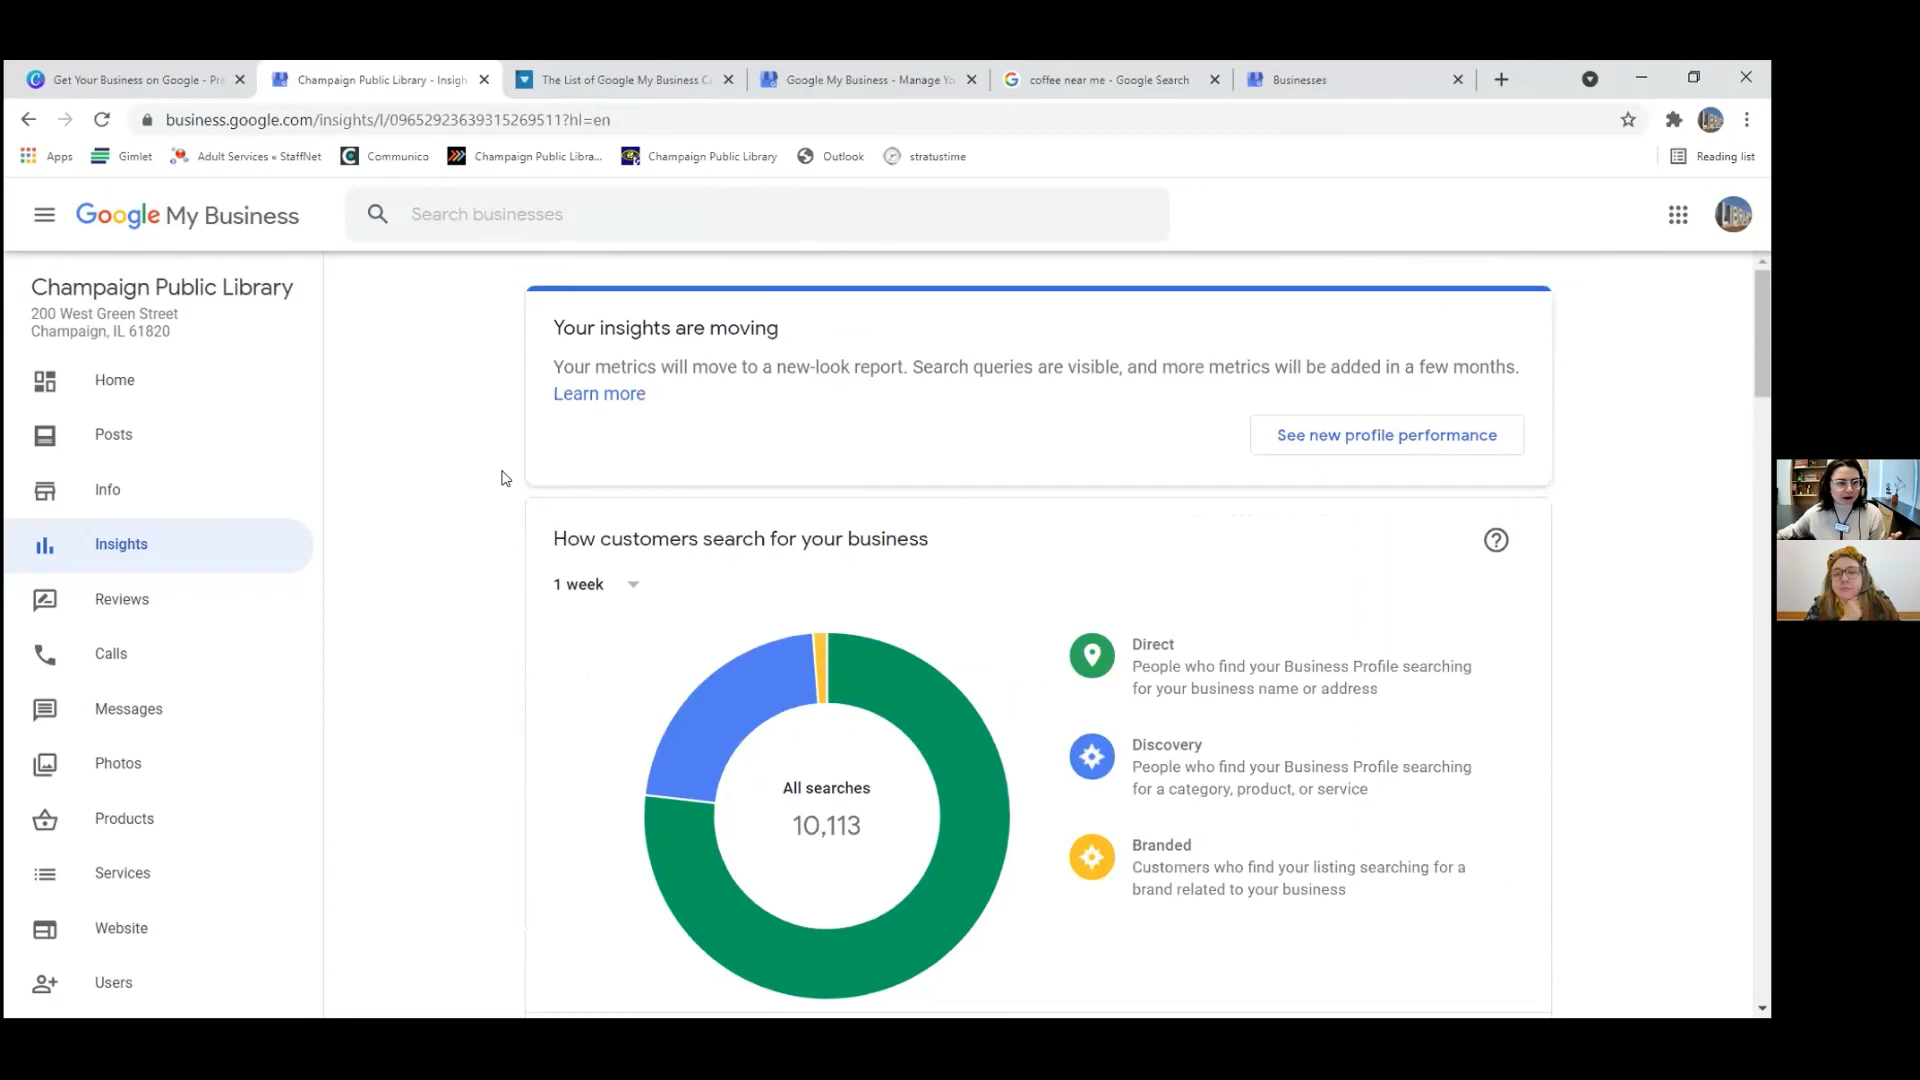 Get Your Business on Google - Pr
Champaign Public Library - Insigh
The List of Google My Business C
Google My Business - Manage Yo
coffee near me - Google Search
Businesses
business.google.com/insights/l/09652923639315269511?hl=en
Apps
Gimlet
Adult Services « StaffNet
Communico
Champaign Public Libra...
Champaign Public Library
Outlook
stratustime
Reading list
Google My Business
Search businesses
Champaign Public Library
200 West Green Street
Champaign, IL 61820
Home
Posts
Info
Insights
Reviews
Calls
Messages
Photos
Products
Services
Website
Users
Your insights are moving
Your metrics will move to a new-look report. Search queries are visible, and more metrics will be added in a few months.
Learn more
See new profile performance
How customers search for your business
1 week
All searches
10,113
Direct
People who find your Business Profile searching
for your business name or address
Discovery
People who find your Business Profile searching
for a category, product, or service
Branded
Customers who find your listing searching for a
brand related to your business